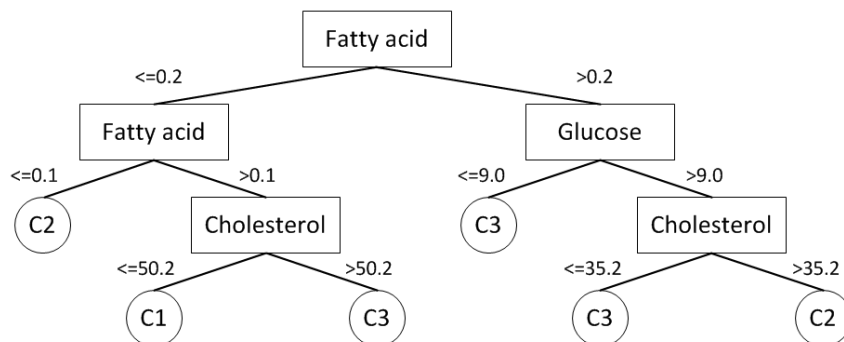 Fatty acid
<=0.2
>0.2
Fatty acid
Glucose
<=0.1
>0.1
<=9.0
>9.0
C2
Cholesterol
C3
Cholesterol
<=50.2
>50.2
<=35.2
>35.2
C1
C3
C3
C2